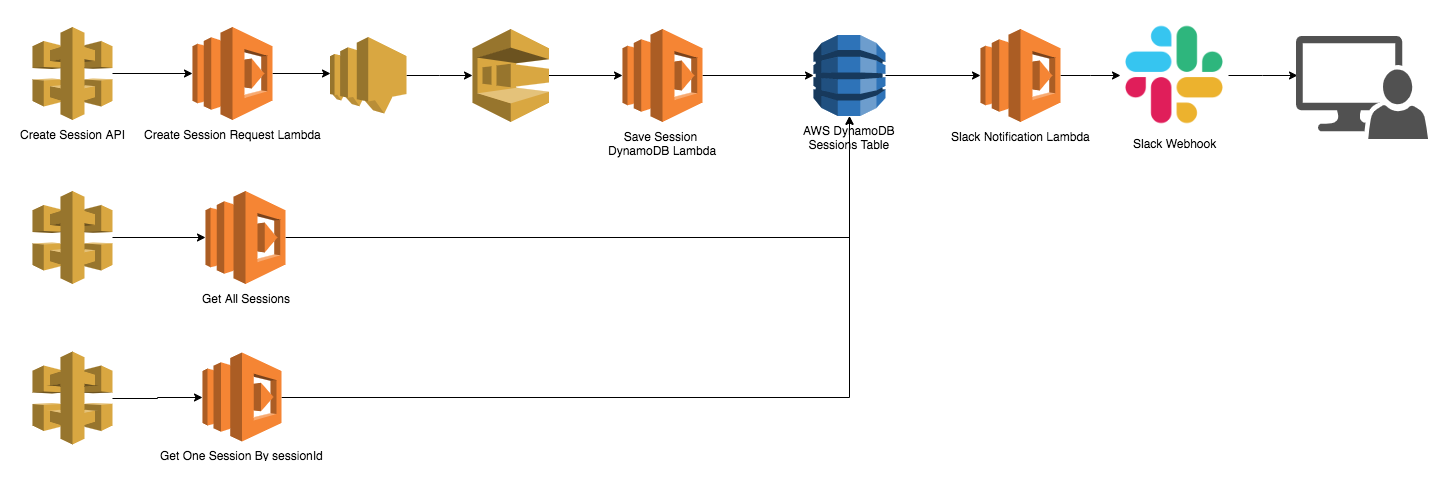 Create Session API
Create Session Request Lambda
Save Session
DynamoDB Lambda
AWS DynamoDB
Sessions Table
Slack Notification Lambda
Slack Webhook
Get All Sessions
Get One Session By sessionId